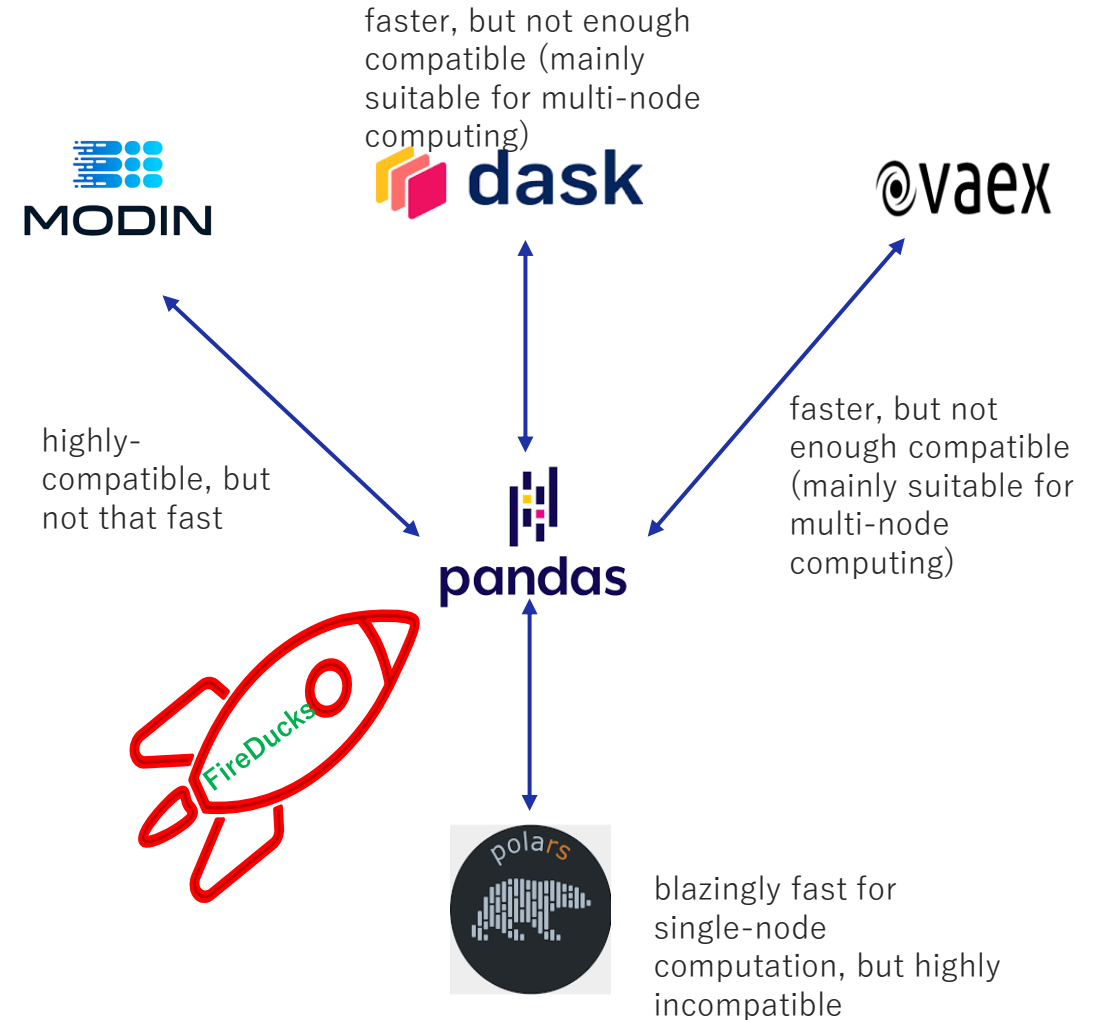 faster, but not enough
compatible (mainly
suitable for multi-node
computing)
MODIN
dask
vaex
highly-
compatible, but
not that fast
faster, but not
enough compatible
(mainly suitable for
multi-node
computing)
pandas
FireDucks
polars
blazingly fast for
single-node
computation, but highly
incompatible